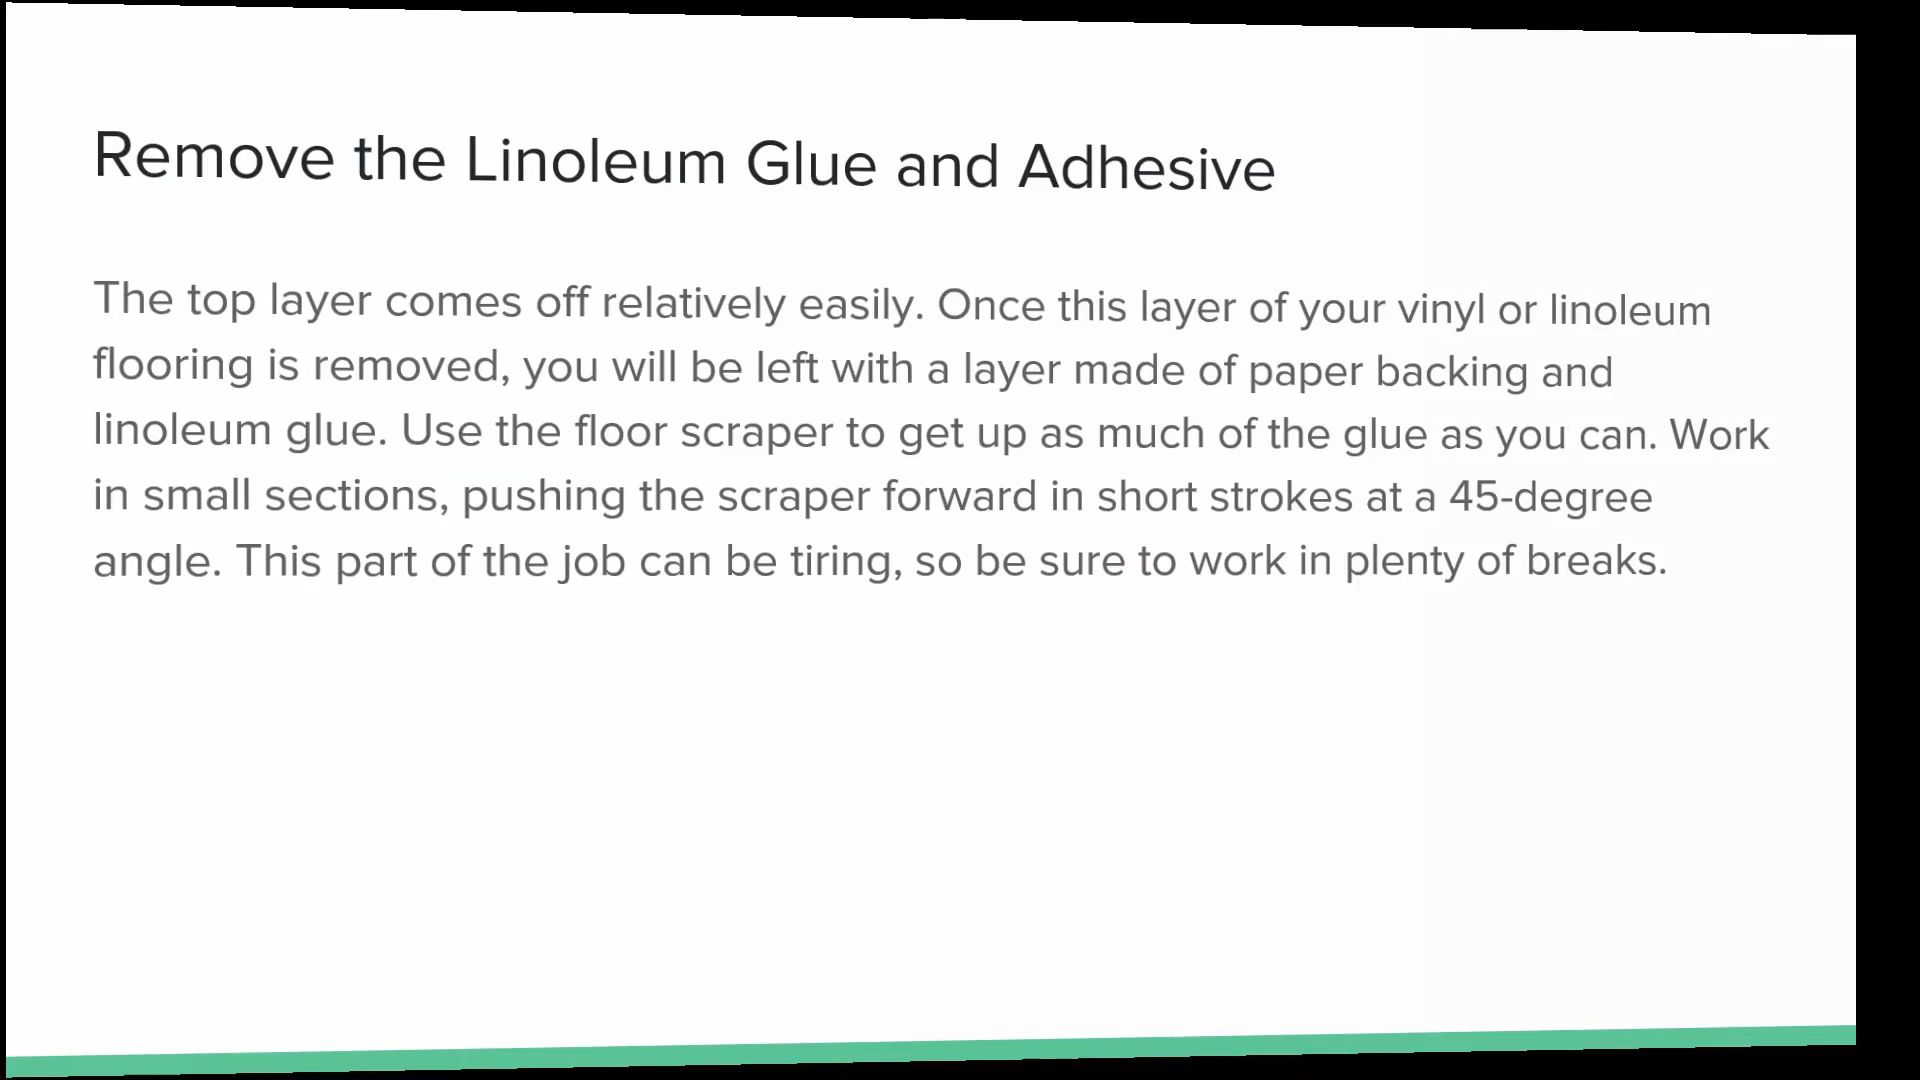 Remove the Linoleum Glue and Adhesive
The top layer comes off relatively easily. Once this layer of your vinyl or linoleum
flooring is removed, you will be left with a layer made of paper backing and
linoleum glue. Use the floor scraper to get up as much of the glue as you can. Work
in small sections, pushing the scraper forward in short strokes at a 45-degree
angle. This part of the job can be tiring, so be sure to work in plenty of breaks.